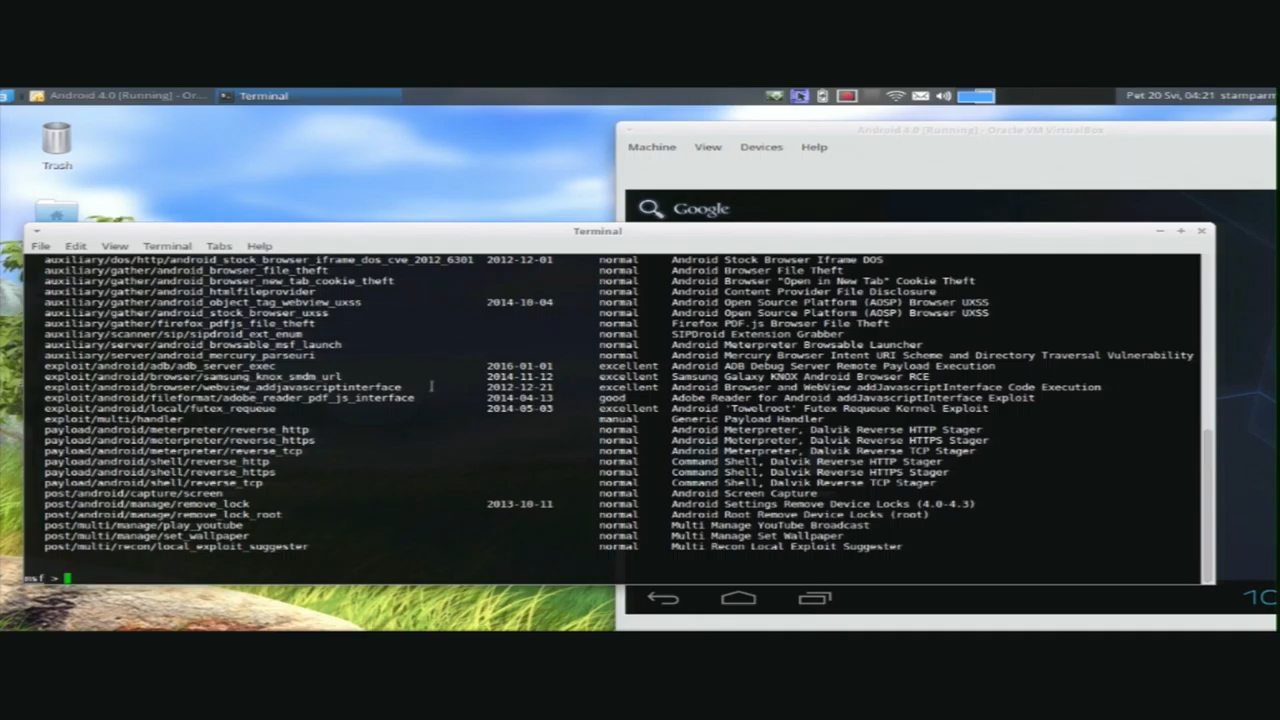 Android 4.0 [Running] - Or...
Terminal
Pet 20 Svi, 04:21 stamparm
Trash
Android 4.0 [Running] - Oracle VM VirtualBox
Machine View Devices Help
Google
Terminal
File Edit View Terminal Tabs Help
auxiliary/dos/http/android_stock_browser_iframe_dos_cve_2012_6301 2012-12-01 normal Android Stock Browser Iframe DOS
auxiliary/gather/android_browser_file_theft normal Android Browser File Theft
auxiliary/gather/android_browser_new_tab_cookie_theft normal Android Browser "Open in New Tab" Cookie Theft
auxiliary/gather/android_htmlfileprovider normal Android Content Provider File Disclosure
auxiliary/gather/android_object_tag_webview_uxss 2014-10-04 normal Android Open Source Platform (AOSP) Browser UXSS
auxiliary/gather/android_stock_browser_uxss normal Android Open Source Platform (AOSP) Browser UXSS
auxiliary/gather/firefox_pdfjs_file_theft normal Firefox PDF.js Browser File Theft
auxiliary/scanner/sip/sipdroid_ext_enum normal SIPDroid Extension Grabber
auxiliary/server/android_browsable_msf_launch normal Android Meterpreter Browsable Launcher
auxiliary/server/android_mercury_parseuri normal Android Mercury Browser Intent URI Scheme and Directory Traversal Vulnerability
exploit/android/adb/adb_server_exec 2016-01-01 excellent Android ADB Debug Server Remote Payload Execution
exploit/android/browser/samsung_knox_smdm_url 2014-11-12 excellent Samsung Galaxy KNOX Android Browser RCE
exploit/android/browser/webview_addjavascriptinterface 2012-12-21 excellent Android Browser and WebView addJavascriptInterface Code Execution
exploit/android/fileformat/adobe_reader_pdf_js_interface 2014-04-13 good Adobe Reader for Android addJavascriptInterface Exploit
exploit/android/local/futex_requeue 2014-05-03 excellent Android 'Towelroot' Futex Requeue Kernel Exploit
exploit/multi/handler manual Generic Payload Handler
payload/android/meterpreter/reverse_http normal Android Meterpreter, Dalvik Reverse HTTP Stager
payload/android/meterpreter/reverse_https normal Android Meterpreter, Dalvik Reverse HTTPS Stager
payload/android/meterpreter/reverse_tcp normal Android Meterpreter, Dalvik Reverse TCP Stager
payload/android/shell/reverse_http normal Command Shell, Dalvik Reverse HTTP Stager
payload/android/shell/reverse_https normal Command Shell, Dalvik Reverse HTTPS Stager
payload/android/shell/reverse_tcp normal Command Shell, Dalvik Reverse TCP Stager
post/android/capture/screen normal Android Screen Capture
post/android/manage/remove_lock 2013-10-11 normal Android Settings Remove Device Locks (4.0-4.3)
post/android/manage/remove_lock_root normal Android Root Remove Device Locks (root)
post/multi/manage/play_youtube normal Multi Manage YouTube Broadcast
post/multi/manage/set_wallpaper normal Multi Manage Set Wallpaper
post/multi/recon/local_exploit_suggester normal Multi Recon Local Exploit Suggester
msf >